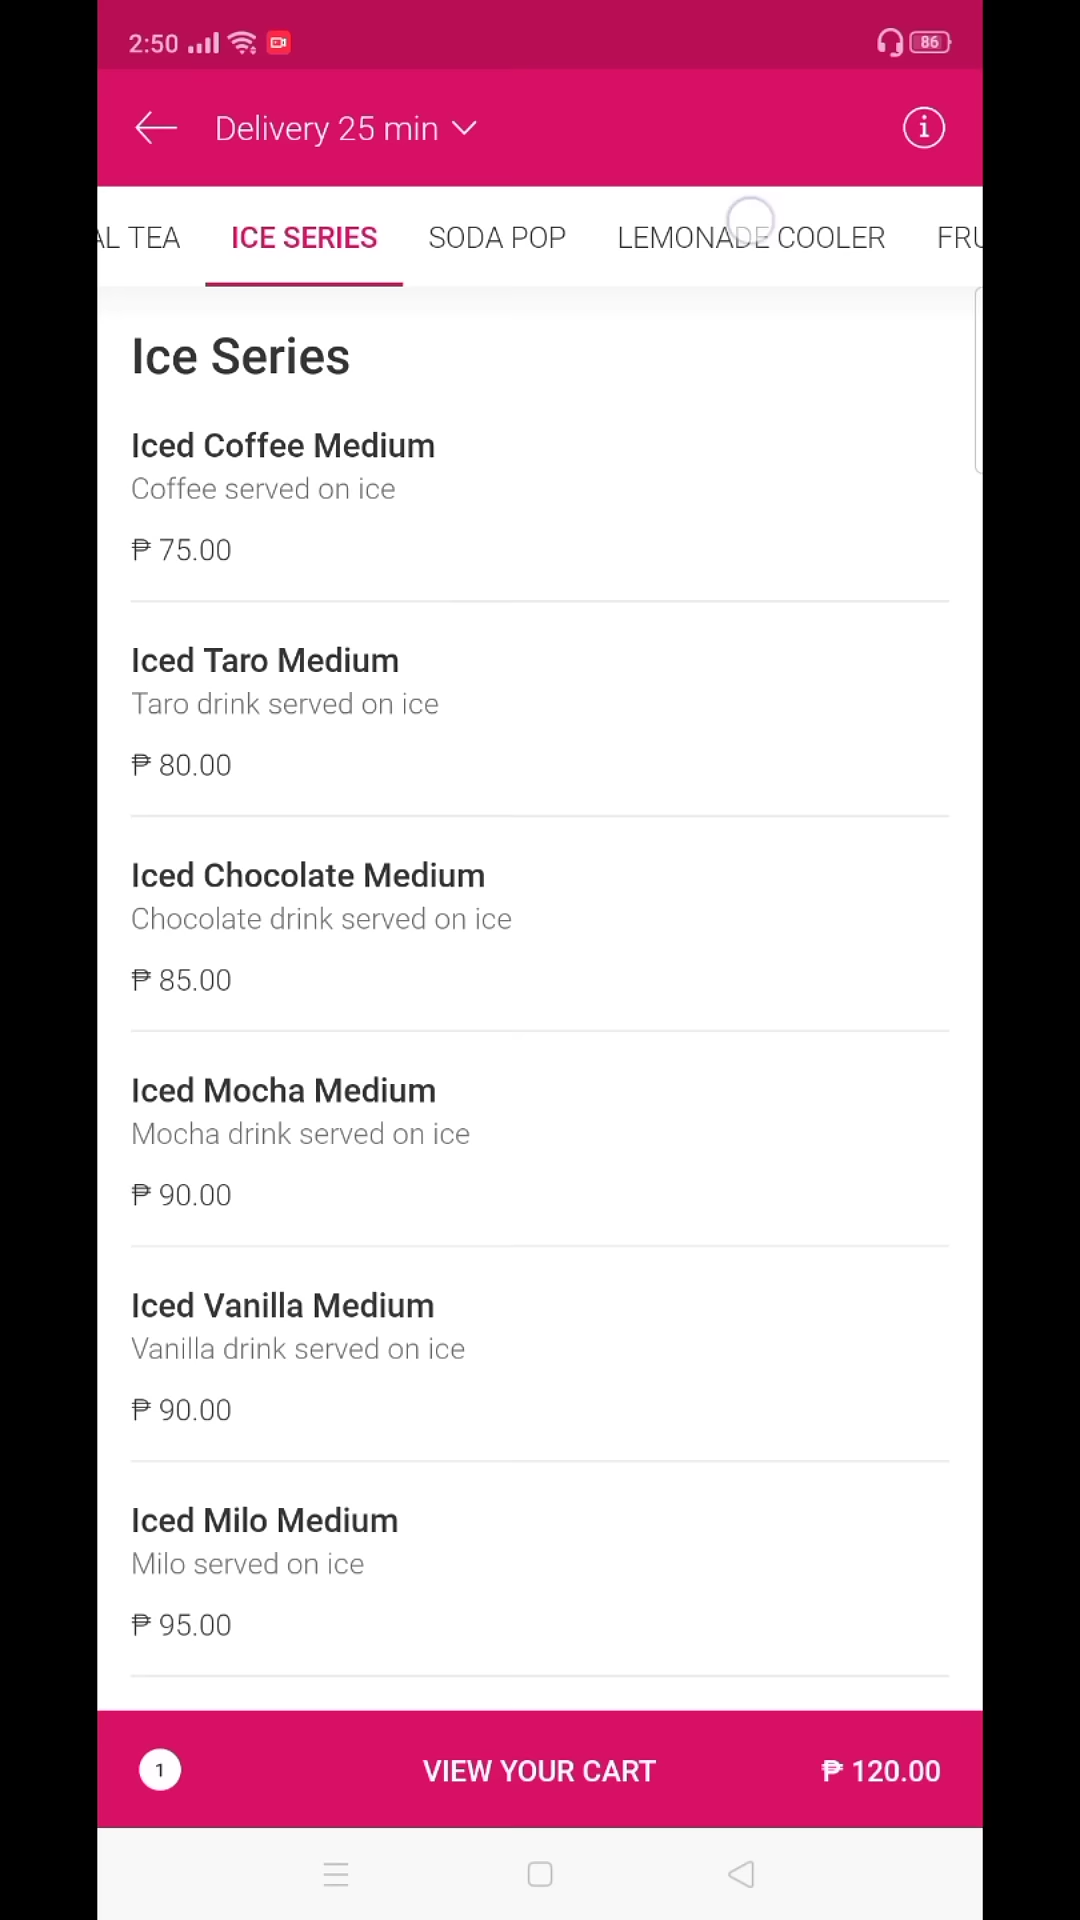 2:50
86
Delivery 25 min
AL TEA
ICE SERIES
SODA POP
LEMONADE COOLER
FRU
Ice Series
Iced Coffee Medium
Coffee served on ice
₱ 75.00
Iced Taro Medium
Taro drink served on ice
₱ 80.00
Iced Chocolate Medium
Chocolate drink served on ice
₱ 85.00
Iced Mocha Medium
Mocha drink served on ice
₱ 90.00
Iced Vanilla Medium
Vanilla drink served on ice
₱ 90.00
Iced Milo Medium
Milo served on ice
₱ 95.00
1
VIEW YOUR CART
₱ 120.00